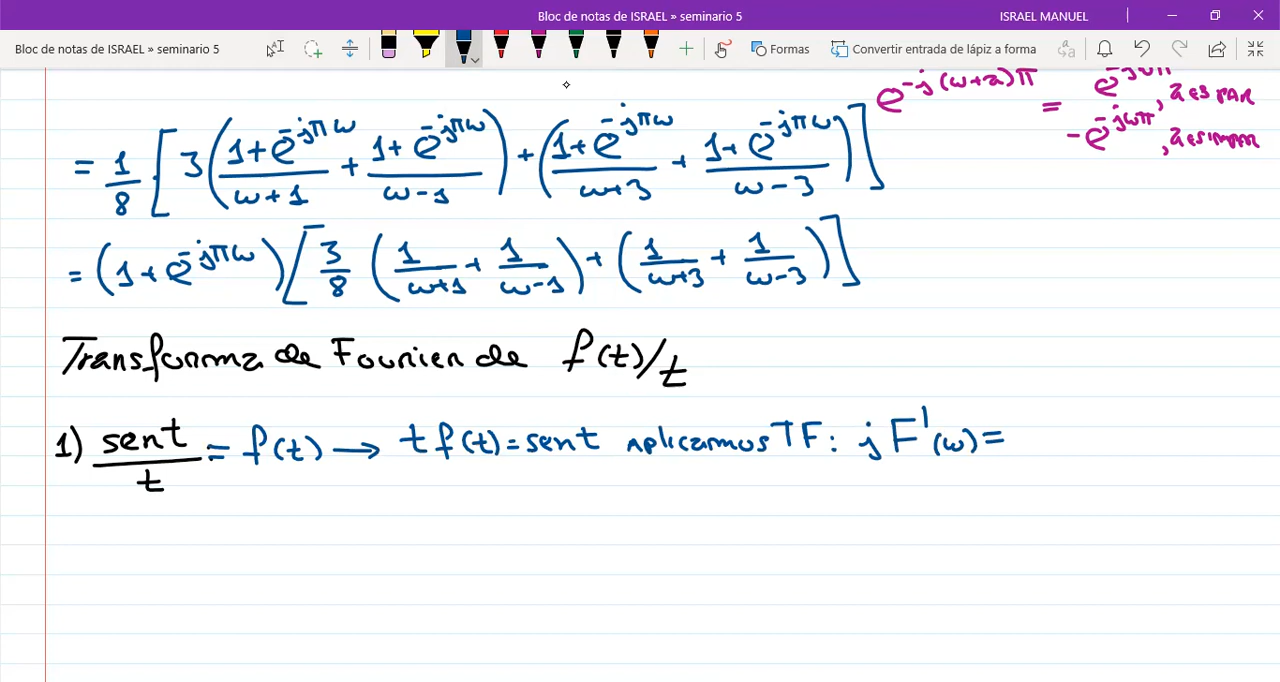 Bloc de notas de ISRAEL » seminario 5
ISRAEL MANUEL
Bloc de notas de ISRAEL » seminario 5
Formas
Convertir entrada de lápiz a forma
e^{-j(ω+a)π} = e^{-jωπ}, a es par
-e^{-jωπ}, a es impar
= 1/8 [ 3 ( (1+e^{-jπω})/(ω+1) + (1+e^{-jπω})/(ω-1) ) + ( (1+e^{-jπω})/(ω+3) + (1+e^{-jπω})/(ω-3) ) ]
= (1+e^{-jπω}) [ 3/8 ( 1/(ω+1) + 1/(ω-1) ) + ( 1/(ω+3) + 1/(ω-3) ) ]
Transforma de Fourier de f(t)/t
1) sent/t = f(t) → t f(t) = sent aplicamos TF: j F'(ω) =